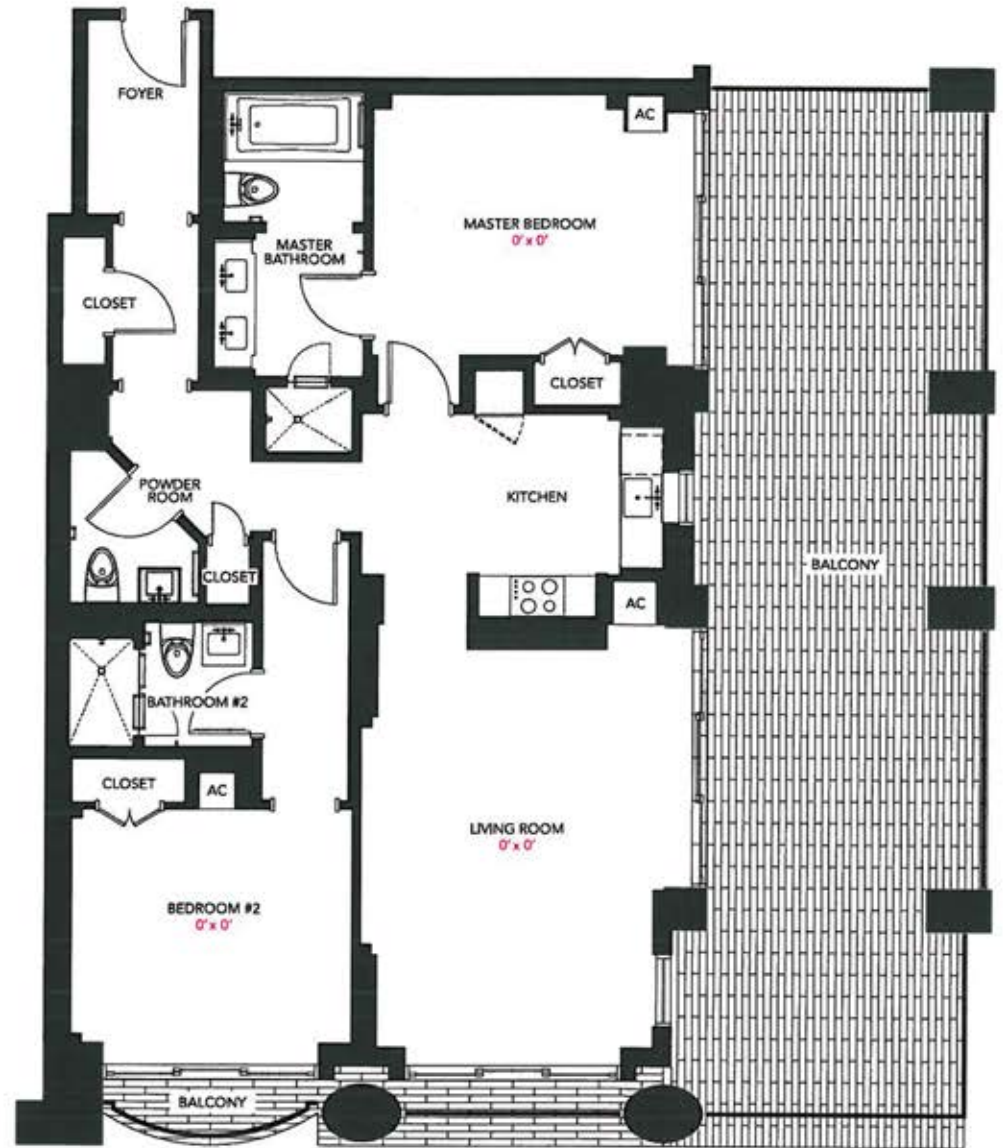 FOYER
AC
MASTER BEDROOM
0' x 0'
MASTER
BATHROOM
CLOSET
CLOSET
POWDER
ROOM
KITCHEN
CLOSET
BALCONY
AC
BATHROOM #2
CLOSET
AC
LIVING ROOM
0' x 0'
BEDROOM #2
0' x 0'
BALCONY